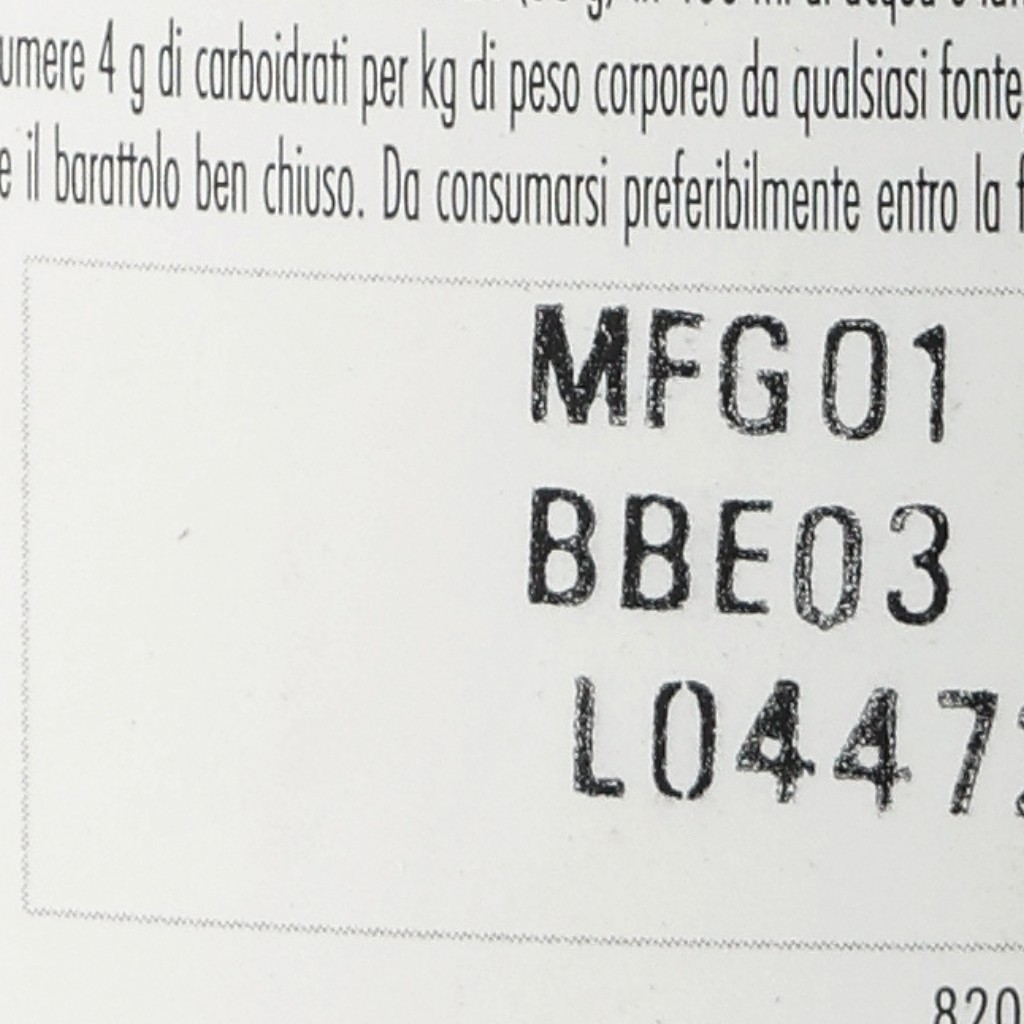 umere 4 g di carboidrati per kg di peso corporeo da qualsiasi fonte
e il barattolo ben chiuso. Da consumarsi preferibilmente entro la f
MFG01
BBE03
L0447
820